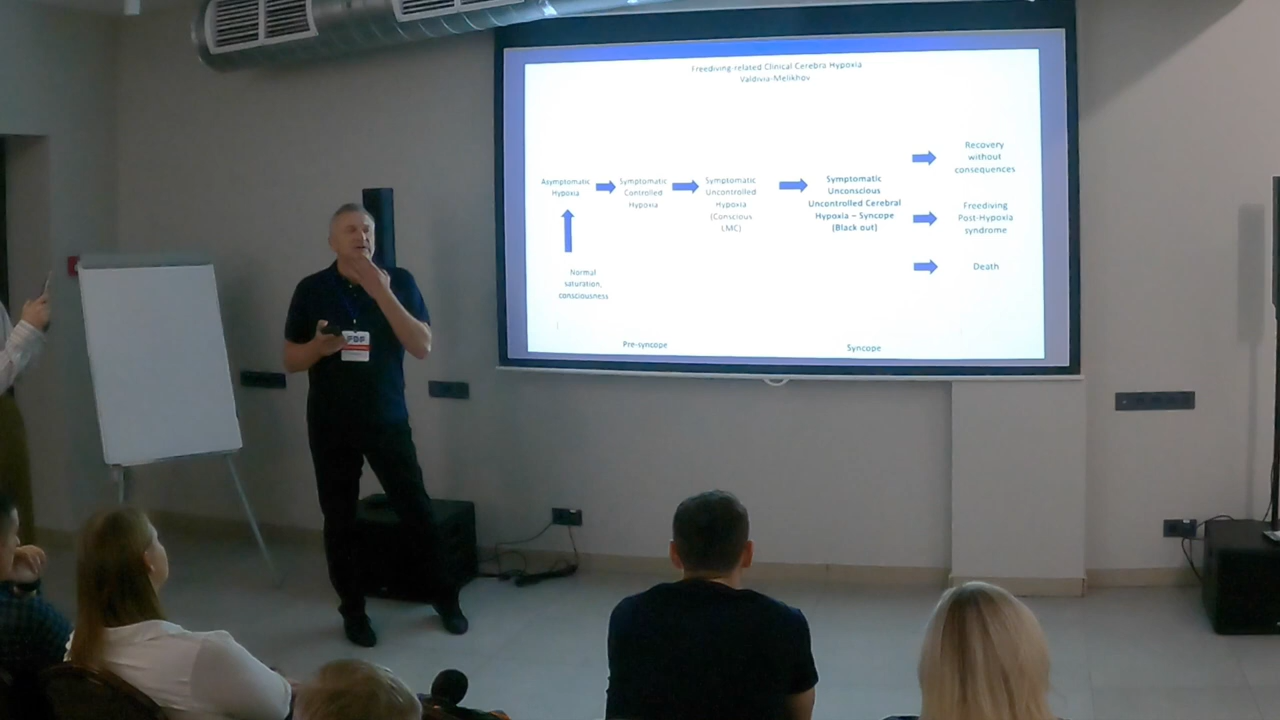 Freediving-related Clinical Cerebra Hypoxia
Valdivia-Melikhov
Asymptomatic
Hypoxia
Symptomatic
Controlled
Hypoxia
Symptomatic
Uncontrolled
Hypoxia
(Conscious
LMC)
Symptomatic
Unconscious
Uncontrolled Cerebral
Hypoxia – Syncope
(Black out)
Recovery
without
consequences
Freediving
Post-Hypoxia
syndrome
Death
Normal
saturation,
consciousness
Pre-syncope
Syncope